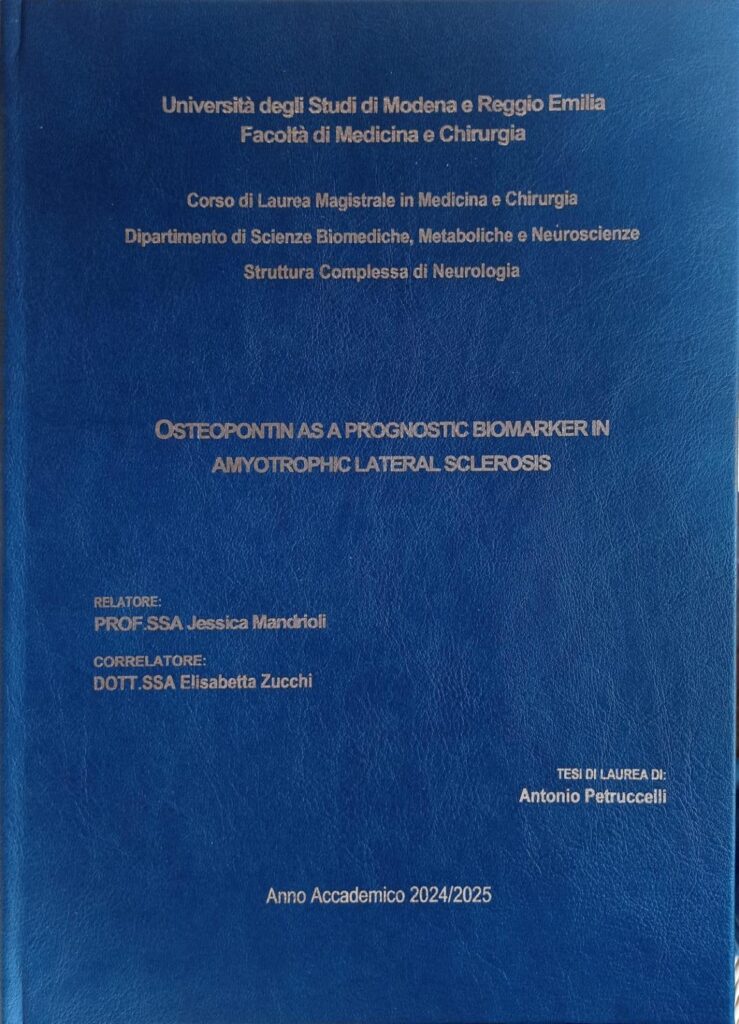 Università degli Studi di Modena e Reggio Emilia
Facoltà di Medicina e Chirurgia
Corso di Laurea Magistrale in Medicina e Chirurgia
Dipartimento di Scienze Biomediche, Metaboliche e Neuroscienze
Struttura Complessa di Neurologia
OSTEOPONTIN AS A PROGNOSTIC BIOMARKER IN
AMYOTROPHIC LATERAL SCLEROSIS
RELATORE:
PROF.SSA Jessica Mandrioli
CORRELATORE:
DOTT.SSA Elisabetta Zucchi
TESI DI LAUREA DI:
Antonio Petruccelli
Anno Accademico 2024/2025